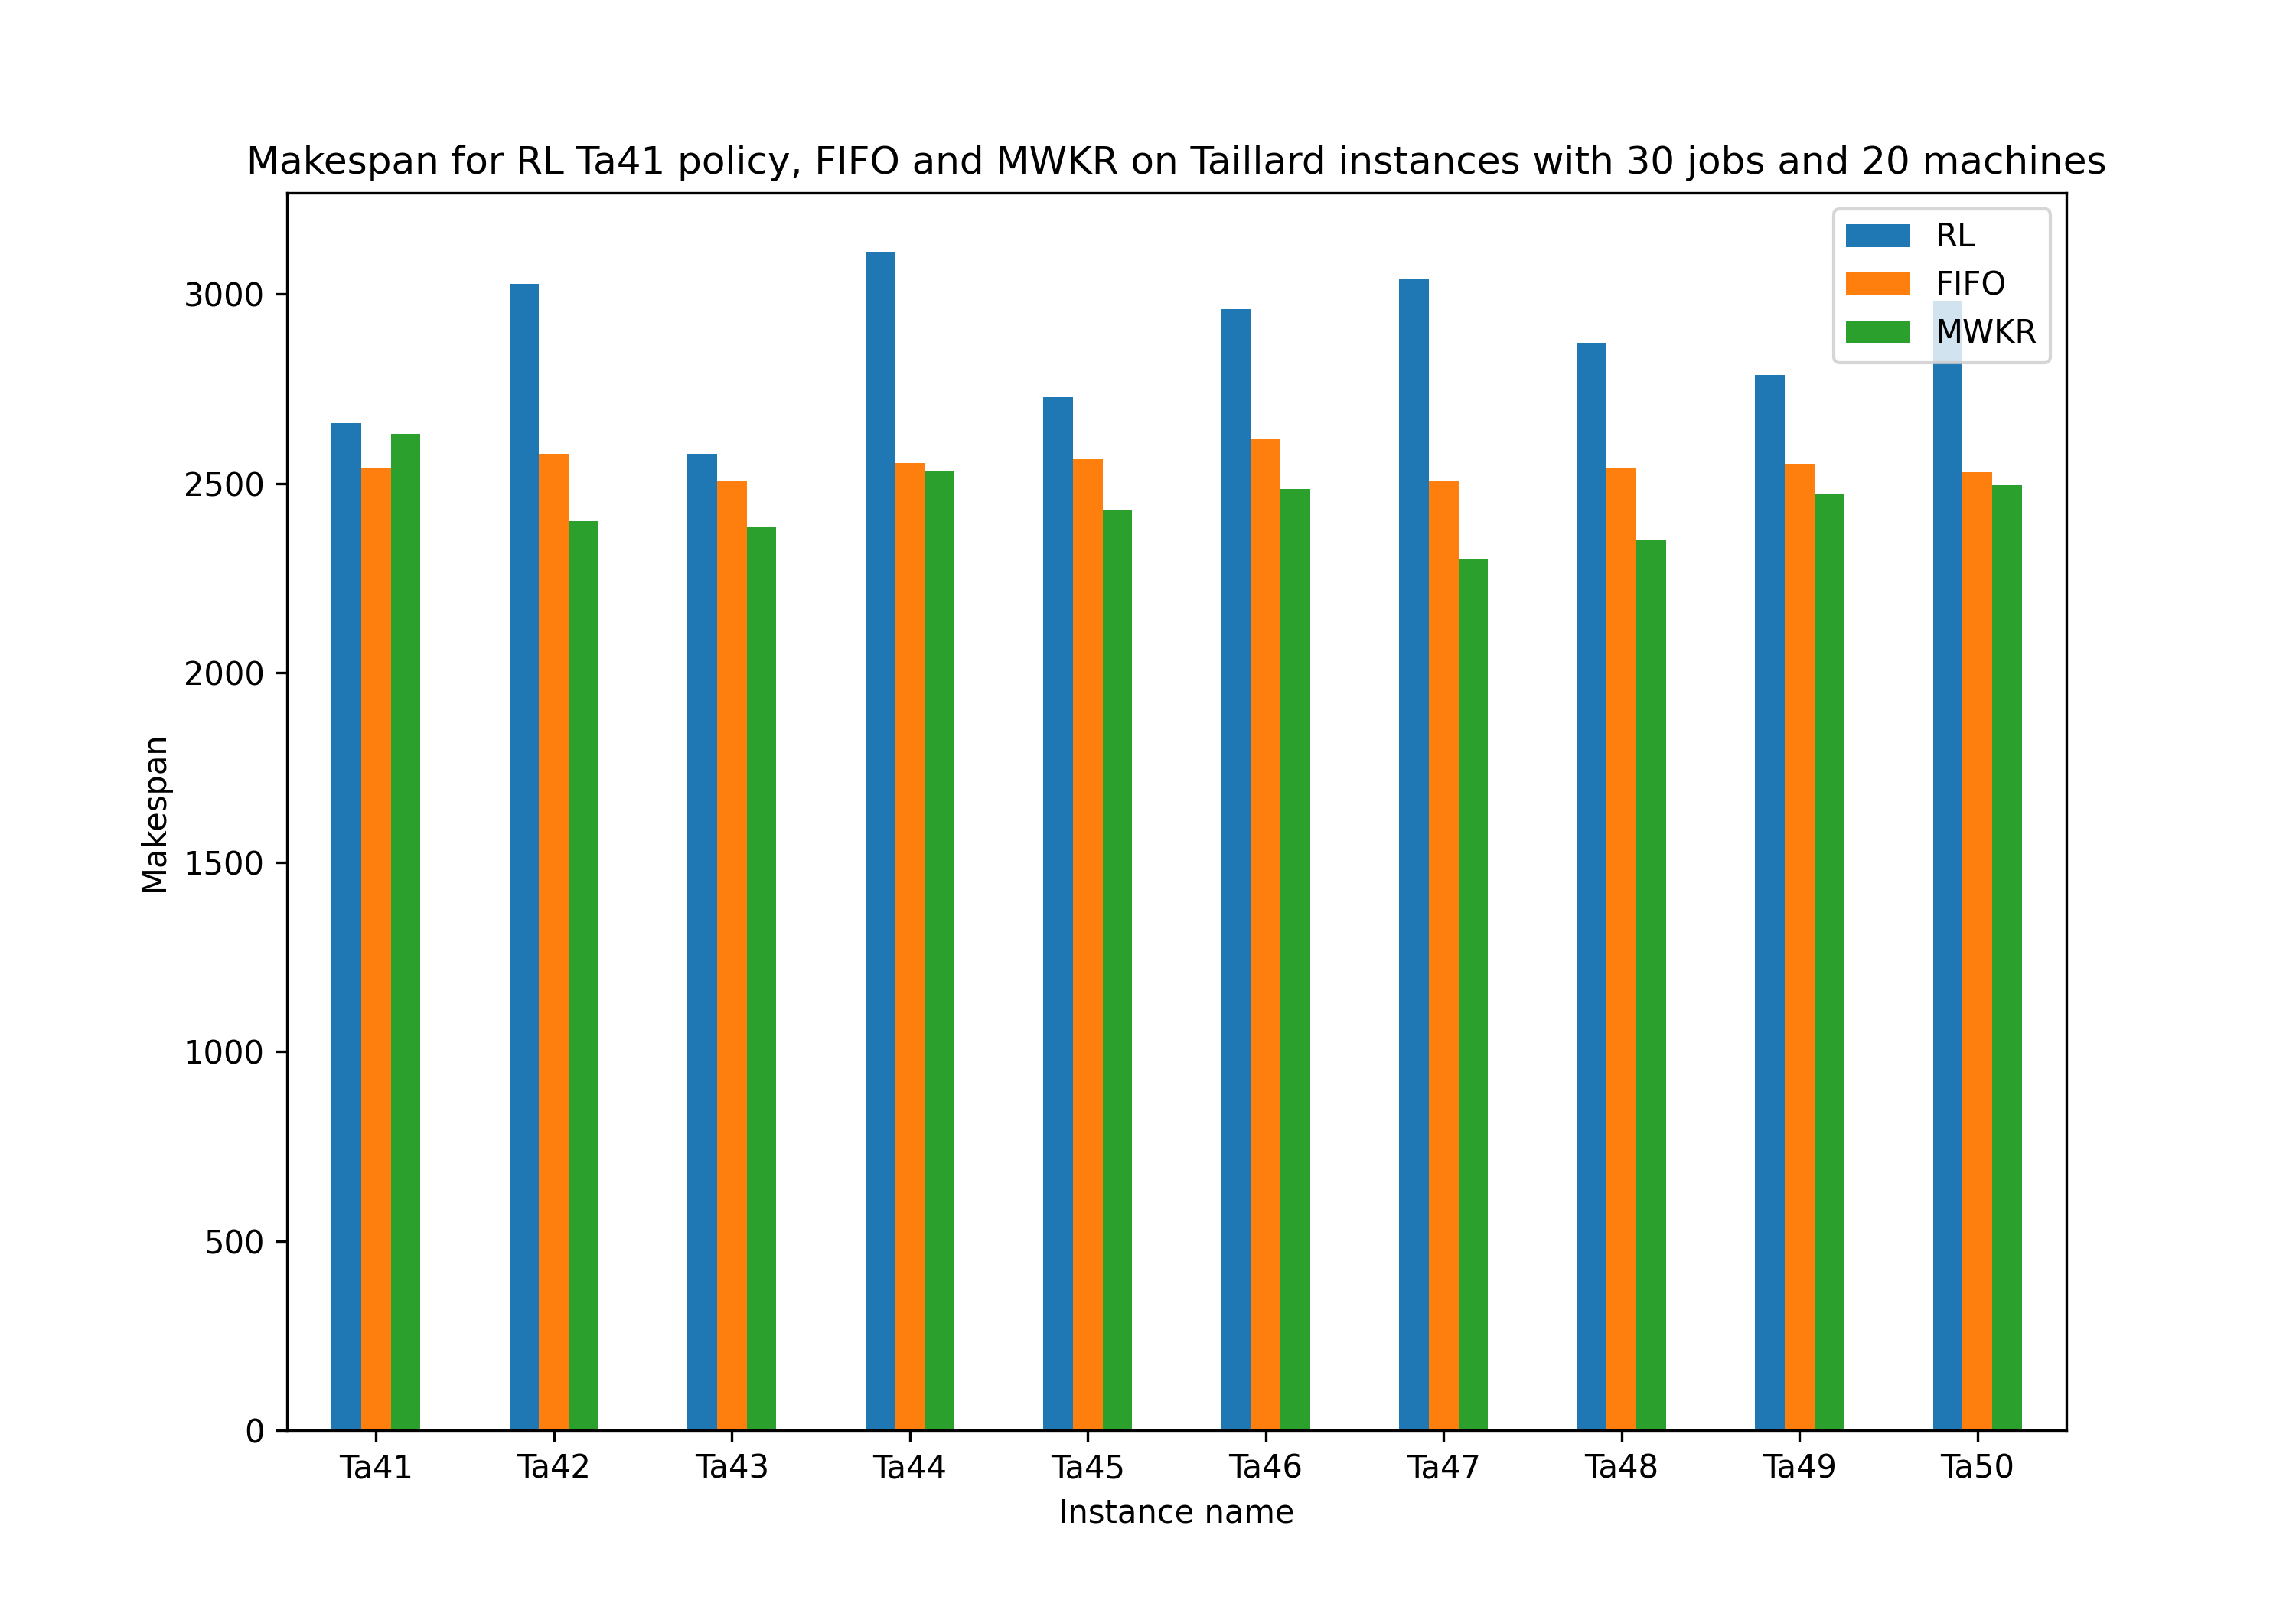 Makespan for RL Ta41 policy, FIFO and MWKR on Taillard instances with 30 jobs and 20 machines
RL
FIFO
MWKR
3000
2500
2000
1500
1000
500
0
Makespan
Ta41 Ta42 Ta43 Ta44 Ta45 Ta46 Ta47 Ta48 Ta49 Ta50
Instance name